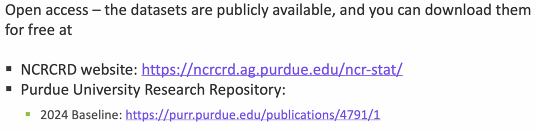 Open access – the datasets are publicly available, and you can download them
for free at
▪ NCRCRD website: https://ncrcrd.ag.purdue.edu/ncr-stat/
▪ Purdue University Research Repository:
▪ 2024 Baseline: https://purr.purdue.edu/publications/4791/1